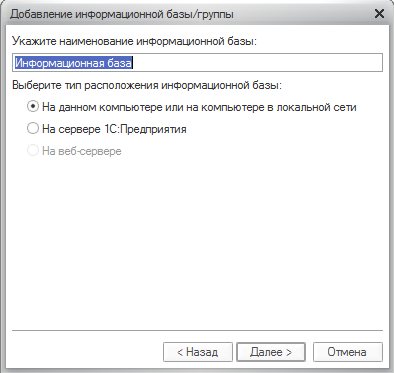 Добавление информационной базы/группы
Укажите наименование информационной базы:
Информационная база
Выберите тип расположения информационной базы:
На данном компьютере или на компьютере в локальной сети
На сервере 1С:Предприятия
На веб-сервере
< Назад Далее > Отмена